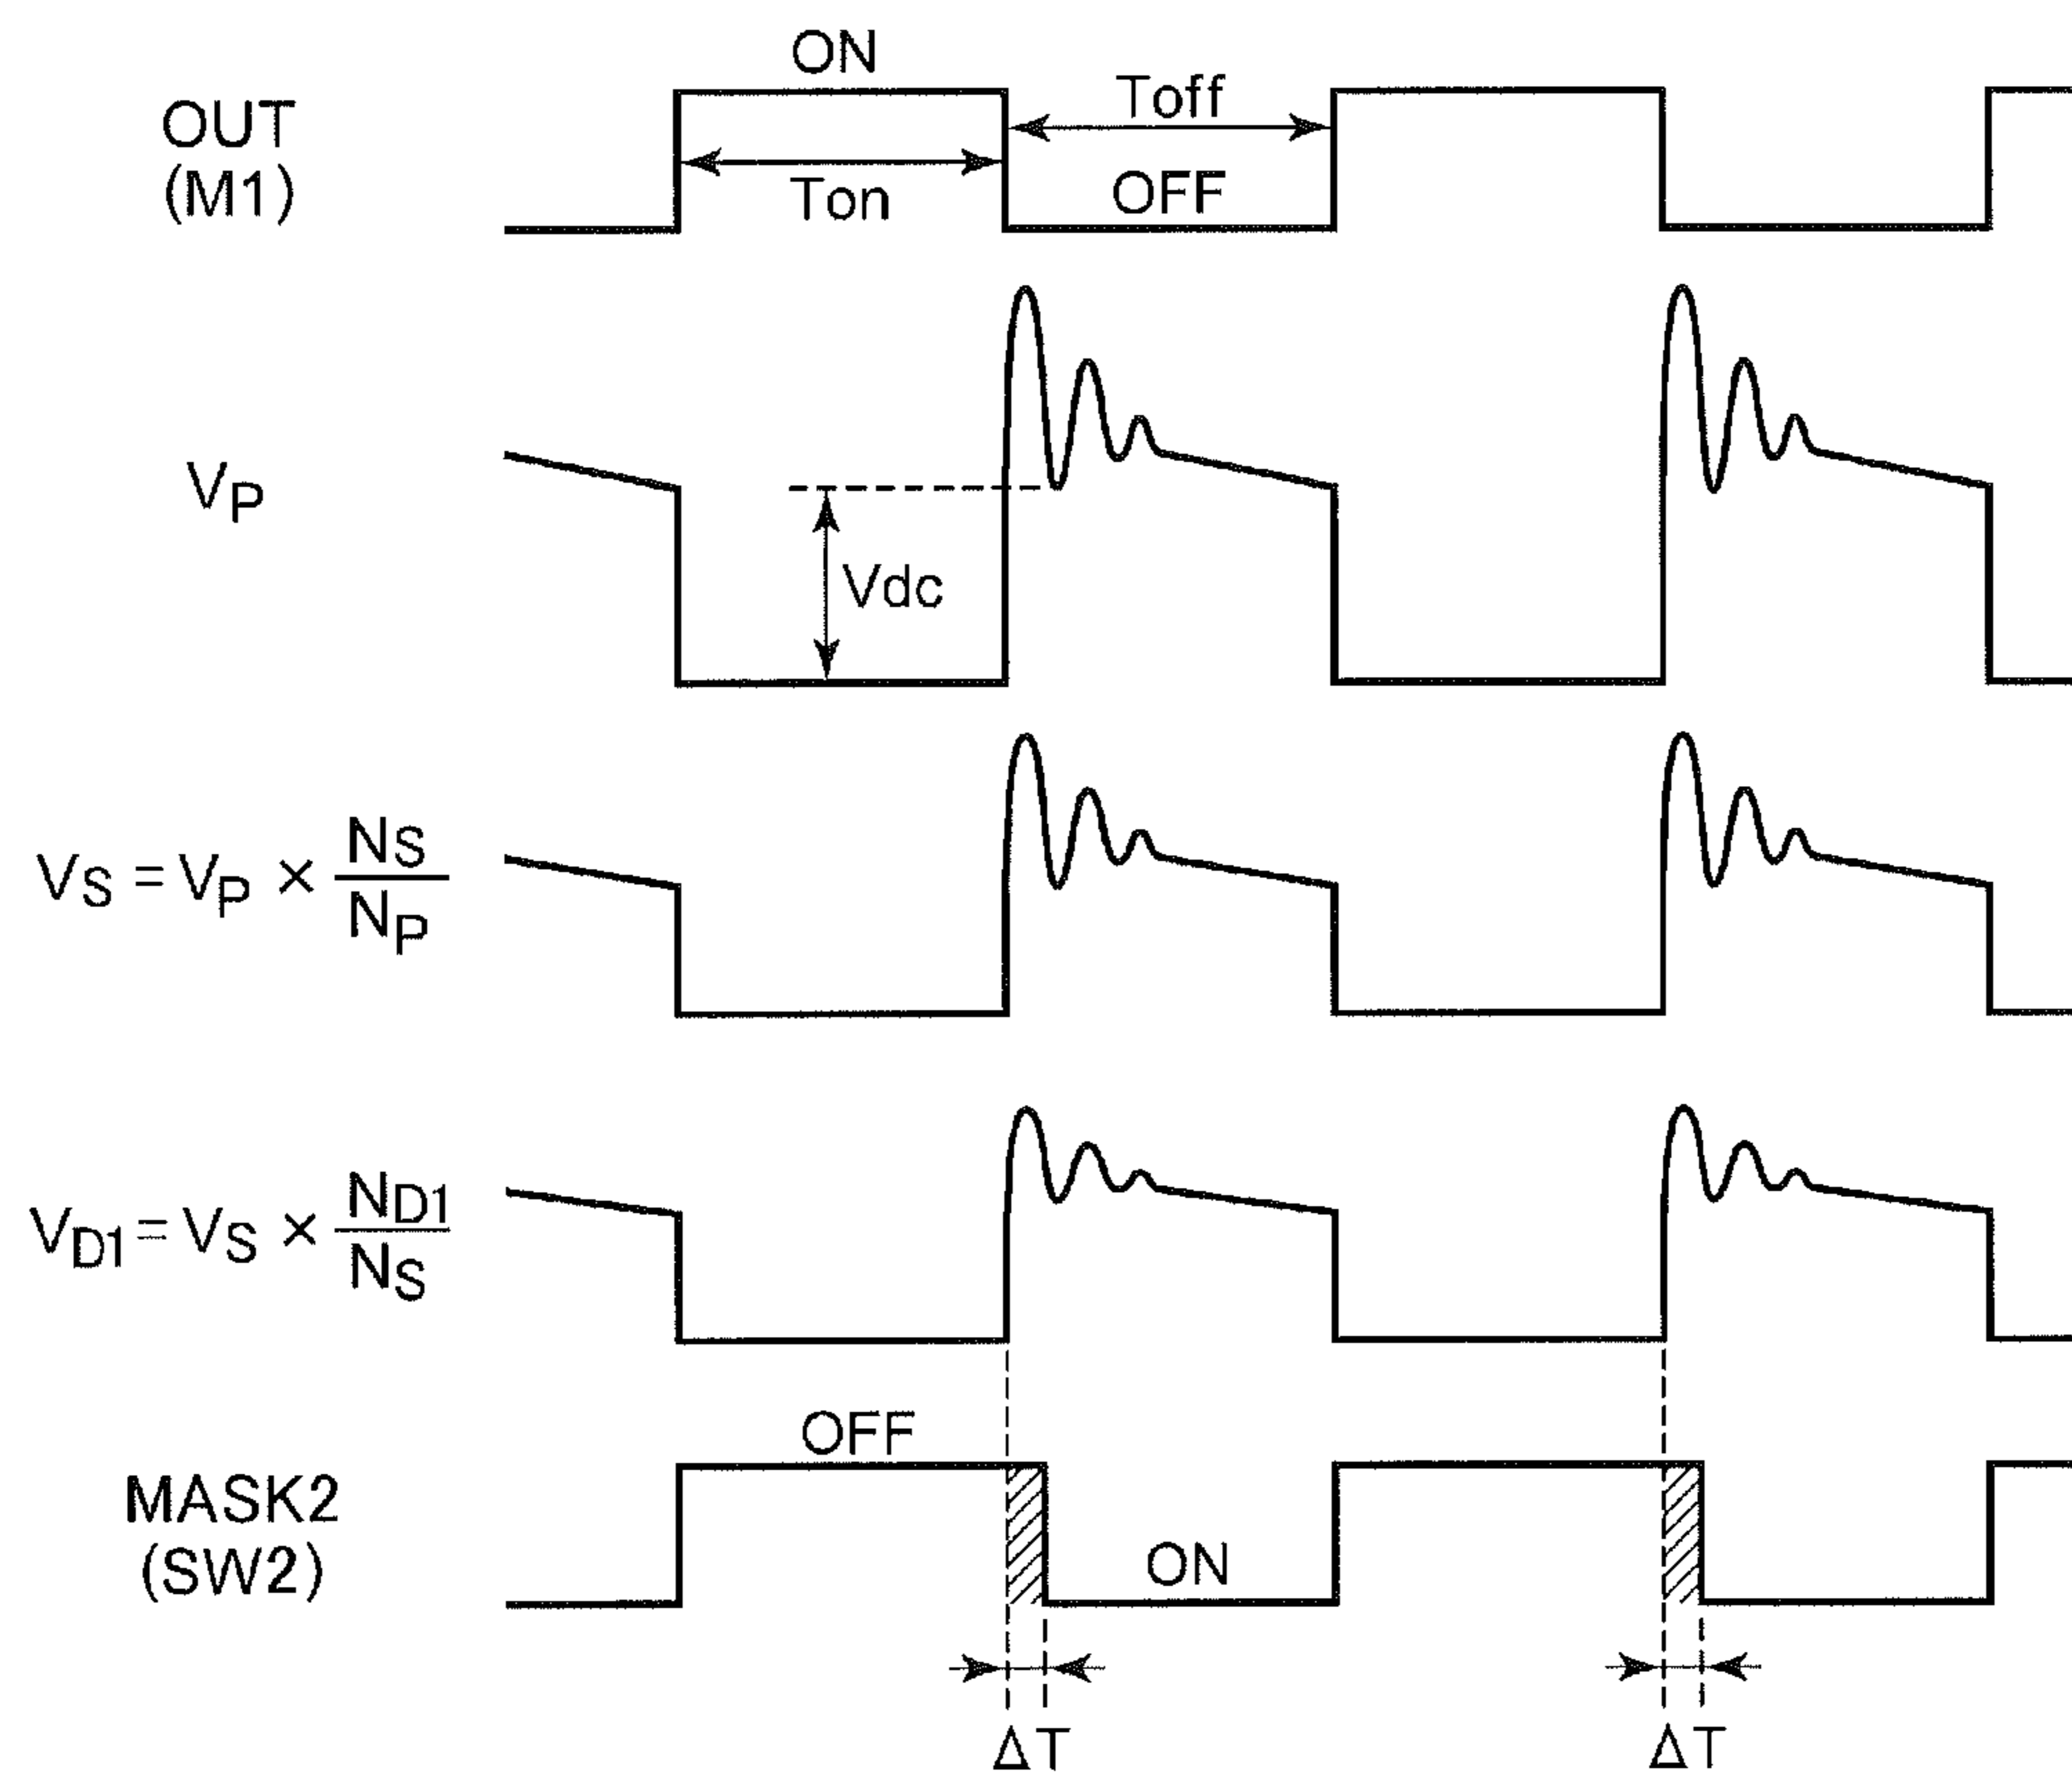 ON
OUT
(M1)
Toff
Ton
OFF
VP
Vdc
VS = VP × NS / NP
VD1 = VS × ND1 / NS
OFF
MASK2
(SW2)
ON
ΔT
ΔT